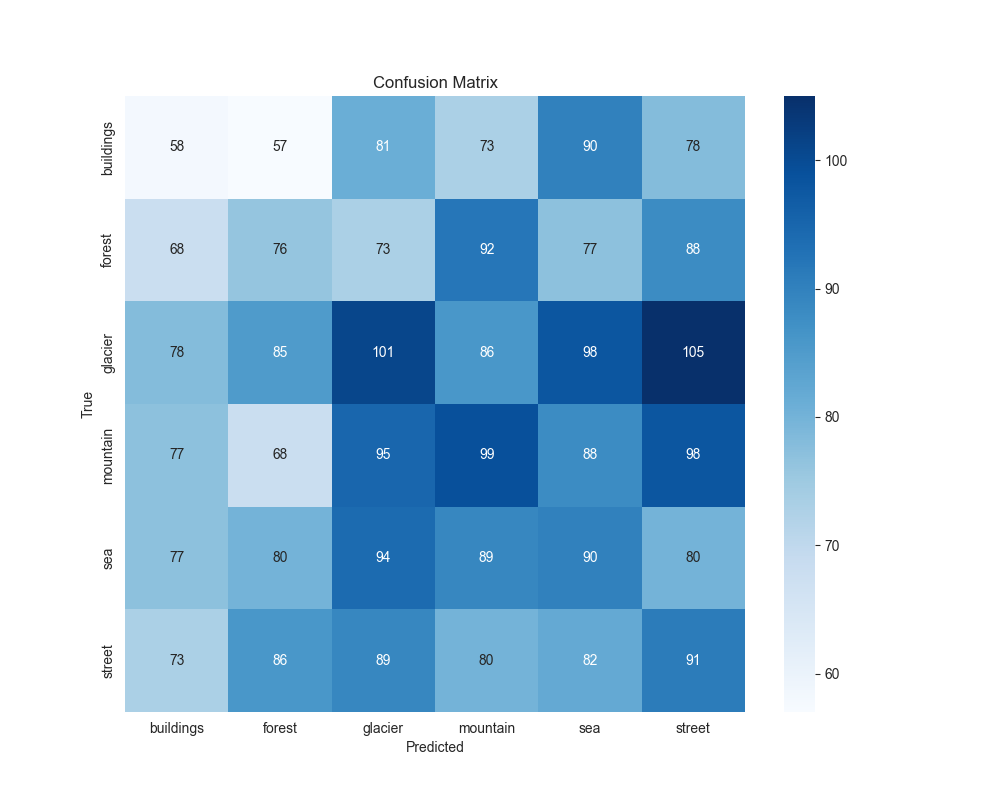 Confusion Matrix
buildings 58 57 81 73 90 78
forest 68 76 73 92 77 88
glacier 78 85 101 86 98 105
mountain 77 68 95 99 88 98
sea 77 80 94 89 90 80
street 73 86 89 80 82 91
True
buildings forest glacier mountain sea street
Predicted
100
90
80
70
60